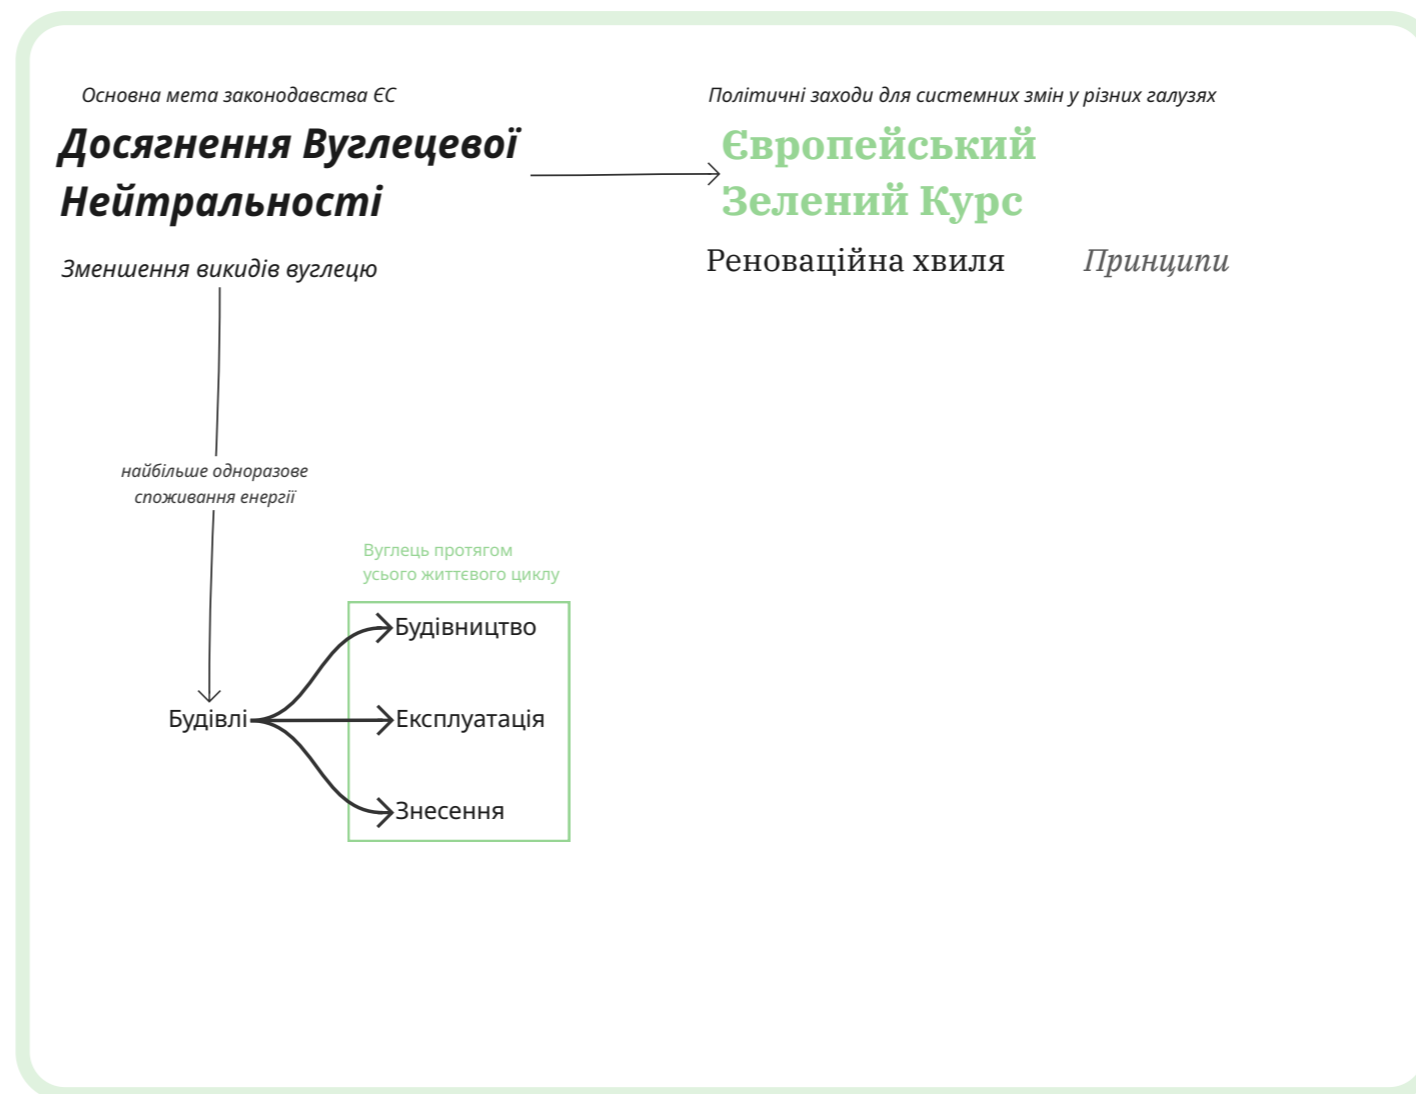 Основна мета законодавства ЄС
Досягнення Вуглецевої
Нейтральності
Зменшення викидів вуглецю
Політичні заходи для системних змін у різних галузях
Європейський
Зелений Курс
Реноваційна хвиля
Принципи
найбільше одноразове
споживання енергії
Вуглець протягом
усього життєвого циклу
Будівлі
Будівництво
Експлуатація
Знесення